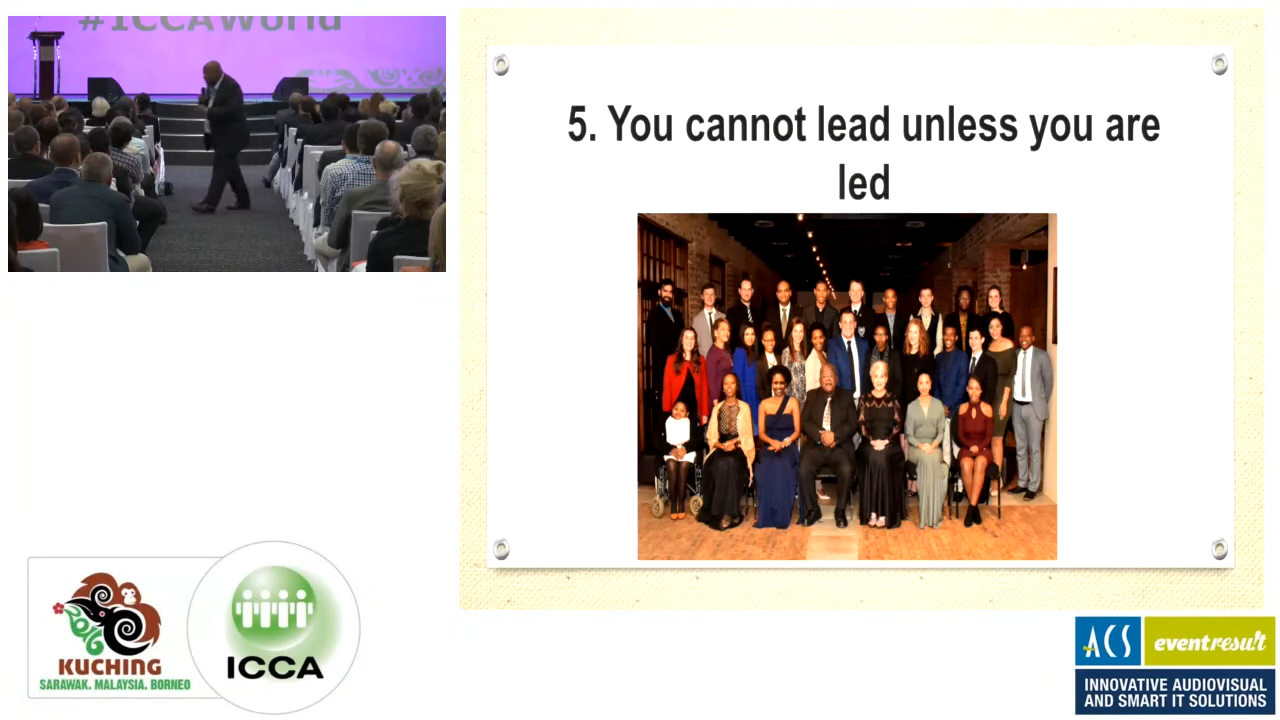 #ICCAWorld
5. You cannot lead unless you are
led
2016
KUCHING
SARAWAK. MALAYSIA. BORNEO
ICCA
ACS
eventresult
INNOVATIVE AUDIOVISUAL
AND SMART IT SOLUTIONS